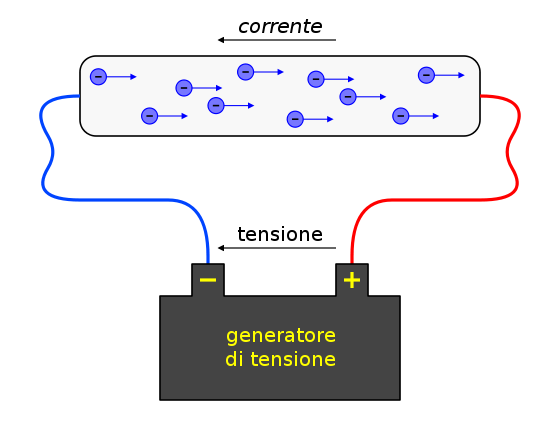 corrente
tensione
− +
generatore
di tensione